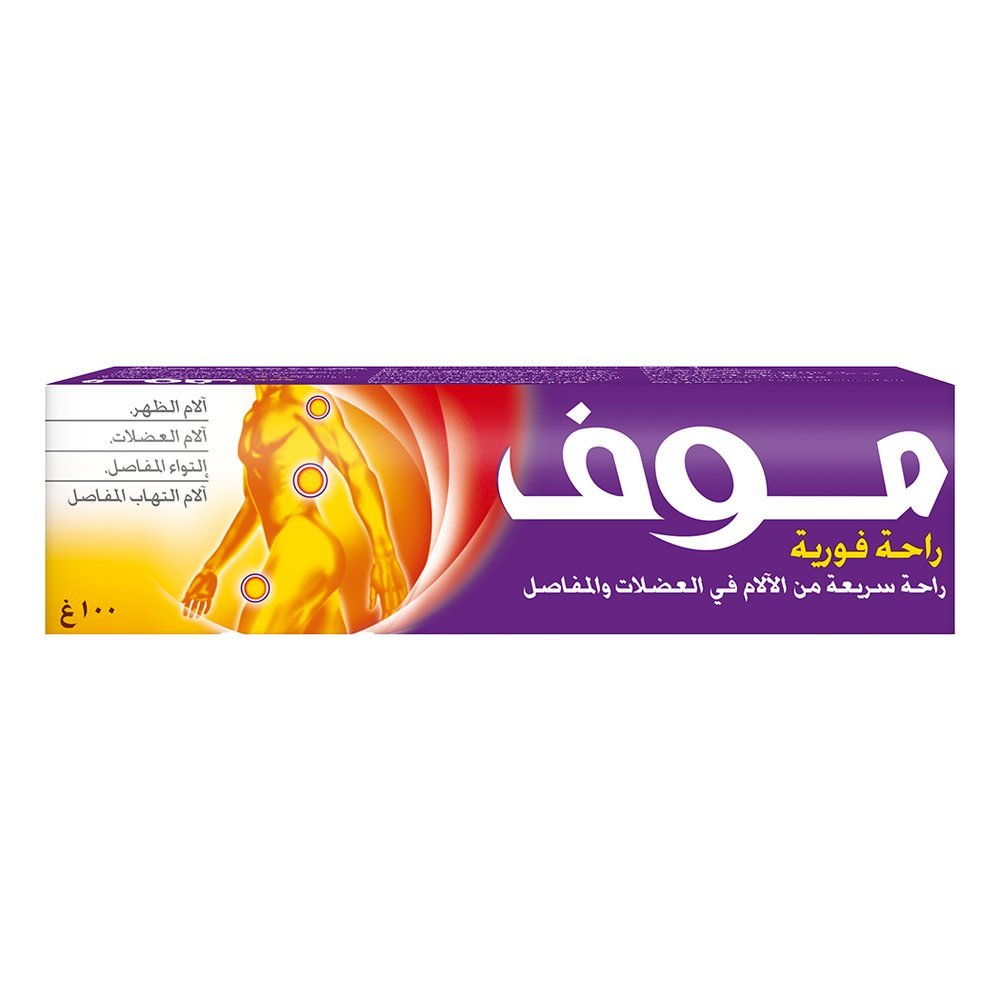 موف
راحة فورية
راحة سريعة من الآلام في العضلات والمفاصل
آلام الظهر.
آلام العضلات.
إلتواء المفاصل.
آلام التهاب المفاصل
١٠٠غ